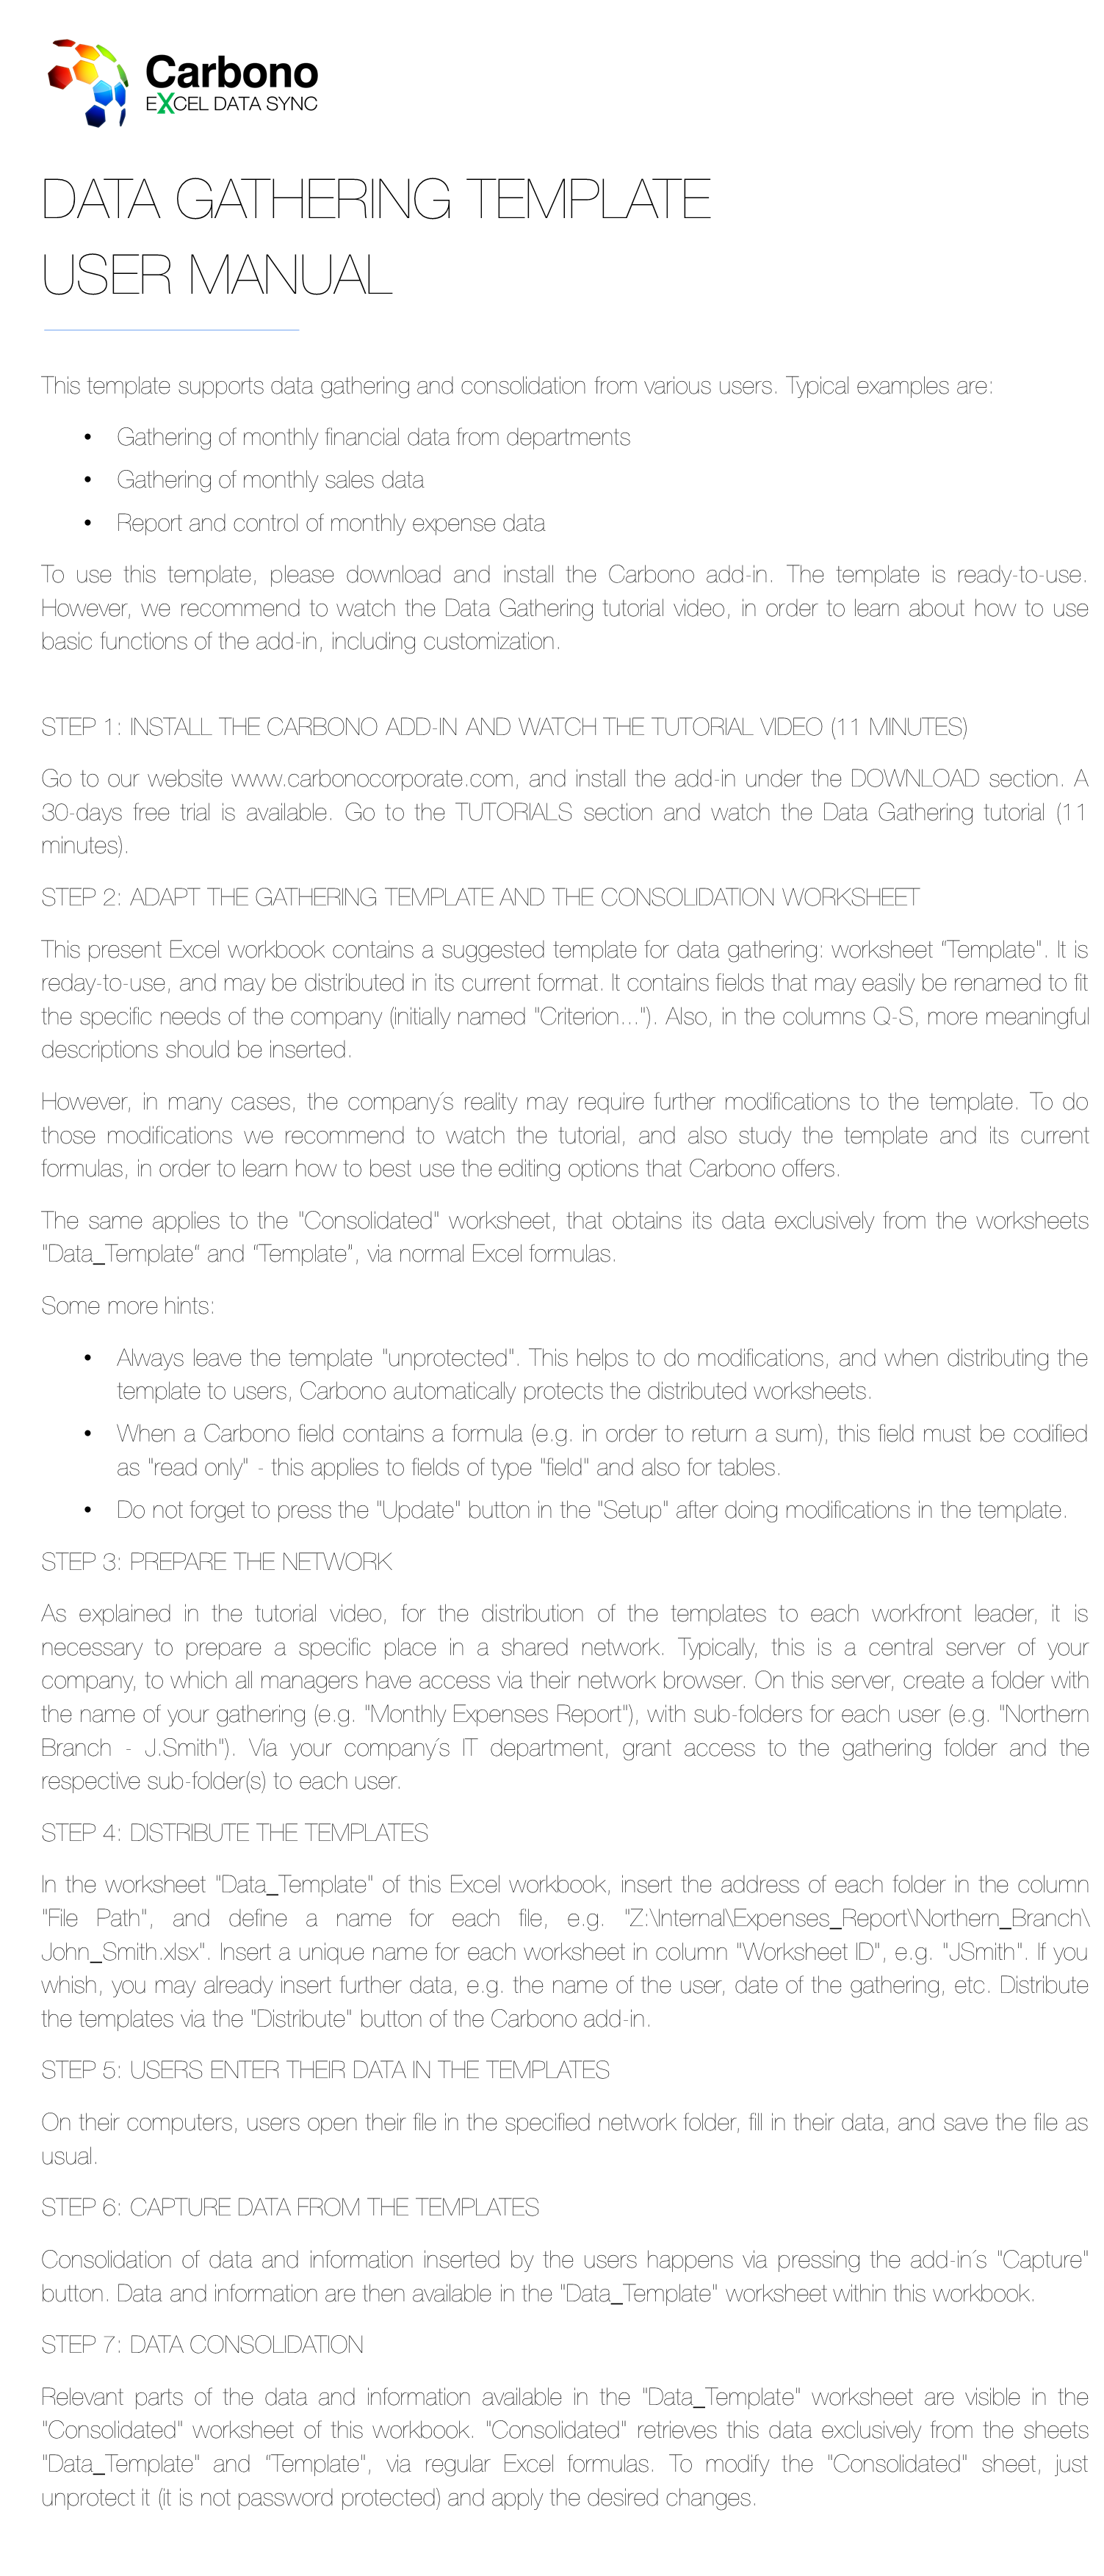 Carbono
EXCEL DATA SYNC
DATA GATHERING TEMPLATE
USER MANUAL
This template supports data gathering and consolidation from various users. Typical examples are:
• Gathering of monthly financial data from departments
• Gathering of monthly sales data
• Report and control of monthly expense data
To use this template, please download and install the Carbono add-in. The template is ready-to-use.
However, we recommend to watch the Data Gathering tutorial video, in order to learn about how to use
basic functions of the add-in, including customization.
STEP 1: INSTALL THE CARBONO ADD-IN AND WATCH THE TUTORIAL VIDEO (11 MINUTES)
Go to our website www.carbonocorporate.com, and install the add-in under the DOWNLOAD section. A
30-days free trial is available. Go to the TUTORIALS section and watch the Data Gathering tutorial (11
minutes).
STEP 2: ADAPT THE GATHERING TEMPLATE AND THE CONSOLIDATION WORKSHEET
This present Excel workbook contains a suggested template for data gathering: worksheet “Template". It is
reday-to-use, and may be distributed in its current format. It contains fields that may easily be renamed to fit
the specific needs of the company (initially named "Criterion..."). Also, in the columns Q-S, more meaningful
descriptions should be inserted.
However, in many cases, the company´s reality may require further modifications to the template. To do
those modifications we recommend to watch the tutorial, and also study the template and its current
formulas, in order to learn how to best use the editing options that Carbono offers.
The same applies to the "Consolidated" worksheet, that obtains its data exclusively from the worksheets
"Data_Template“ and “Template”, via normal Excel formulas.
Some more hints:
• Always leave the template "unprotected". This helps to do modifications, and when distributing the
template to users, Carbono automatically protects the distributed worksheets.
• When a Carbono field contains a formula (e.g. in order to return a sum), this field must be codified
as "read only" - this applies to fields of type "field" and also for tables.
• Do not forget to press the "Update" button in the "Setup" after doing modifications in the template.
STEP 3: PREPARE THE NETWORK
As explained in the tutorial video, for the distribution of the templates to each workfront leader, it is
necessary to prepare a specific place in a shared network. Typically, this is a central server of your
company, to which all managers have access via their network browser. On this server, create a folder with
the name of your gathering (e.g. "Monthly Expenses Report"), with sub-folders for each user (e.g. "Northern
Branch - J.Smith"). Via your company´s IT department, grant access to the gathering folder and the
respective sub-folder(s) to each user.
STEP 4: DISTRIBUTE THE TEMPLATES
In the worksheet "Data_Template" of this Excel workbook, insert the address of each folder in the column
"File Path", and define a name for each file, e.g. "Z:\Internal\Expenses_Report\Northern_Branch\
John_Smith.xlsx". Insert a unique name for each worksheet in column "Worksheet ID", e.g. "JSmith". If you
whish, you may already insert further data, e.g. the name of the user, date of the gathering, etc. Distribute
the templates via the "Distribute" button of the Carbono add-in.
STEP 5: USERS ENTER THEIR DATA IN THE TEMPLATES
On their computers, users open their file in the specified network folder, fill in their data, and save the file as
usual.
STEP 6: CAPTURE DATA FROM THE TEMPLATES
Consolidation of data and information inserted by the users happens via pressing the add-in´s "Capture"
button. Data and information are then available in the "Data_Template" worksheet within this workbook.
STEP 7: DATA CONSOLIDATION
Relevant parts of the data and information available in the "Data_Template" worksheet are visible in the
"Consolidated" worksheet of this workbook. "Consolidated" retrieves this data exclusively from the sheets
"Data_Template" and “Template", via regular Excel formulas. To modify the "Consolidated" sheet, just
unprotect it (it is not password protected) and apply the desired changes.